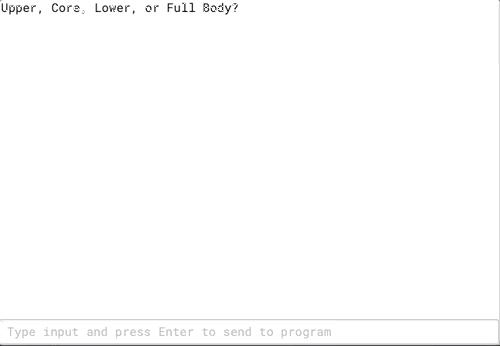 Upper, Core, Lower, or Full Body?
Type input and press Enter to send to program